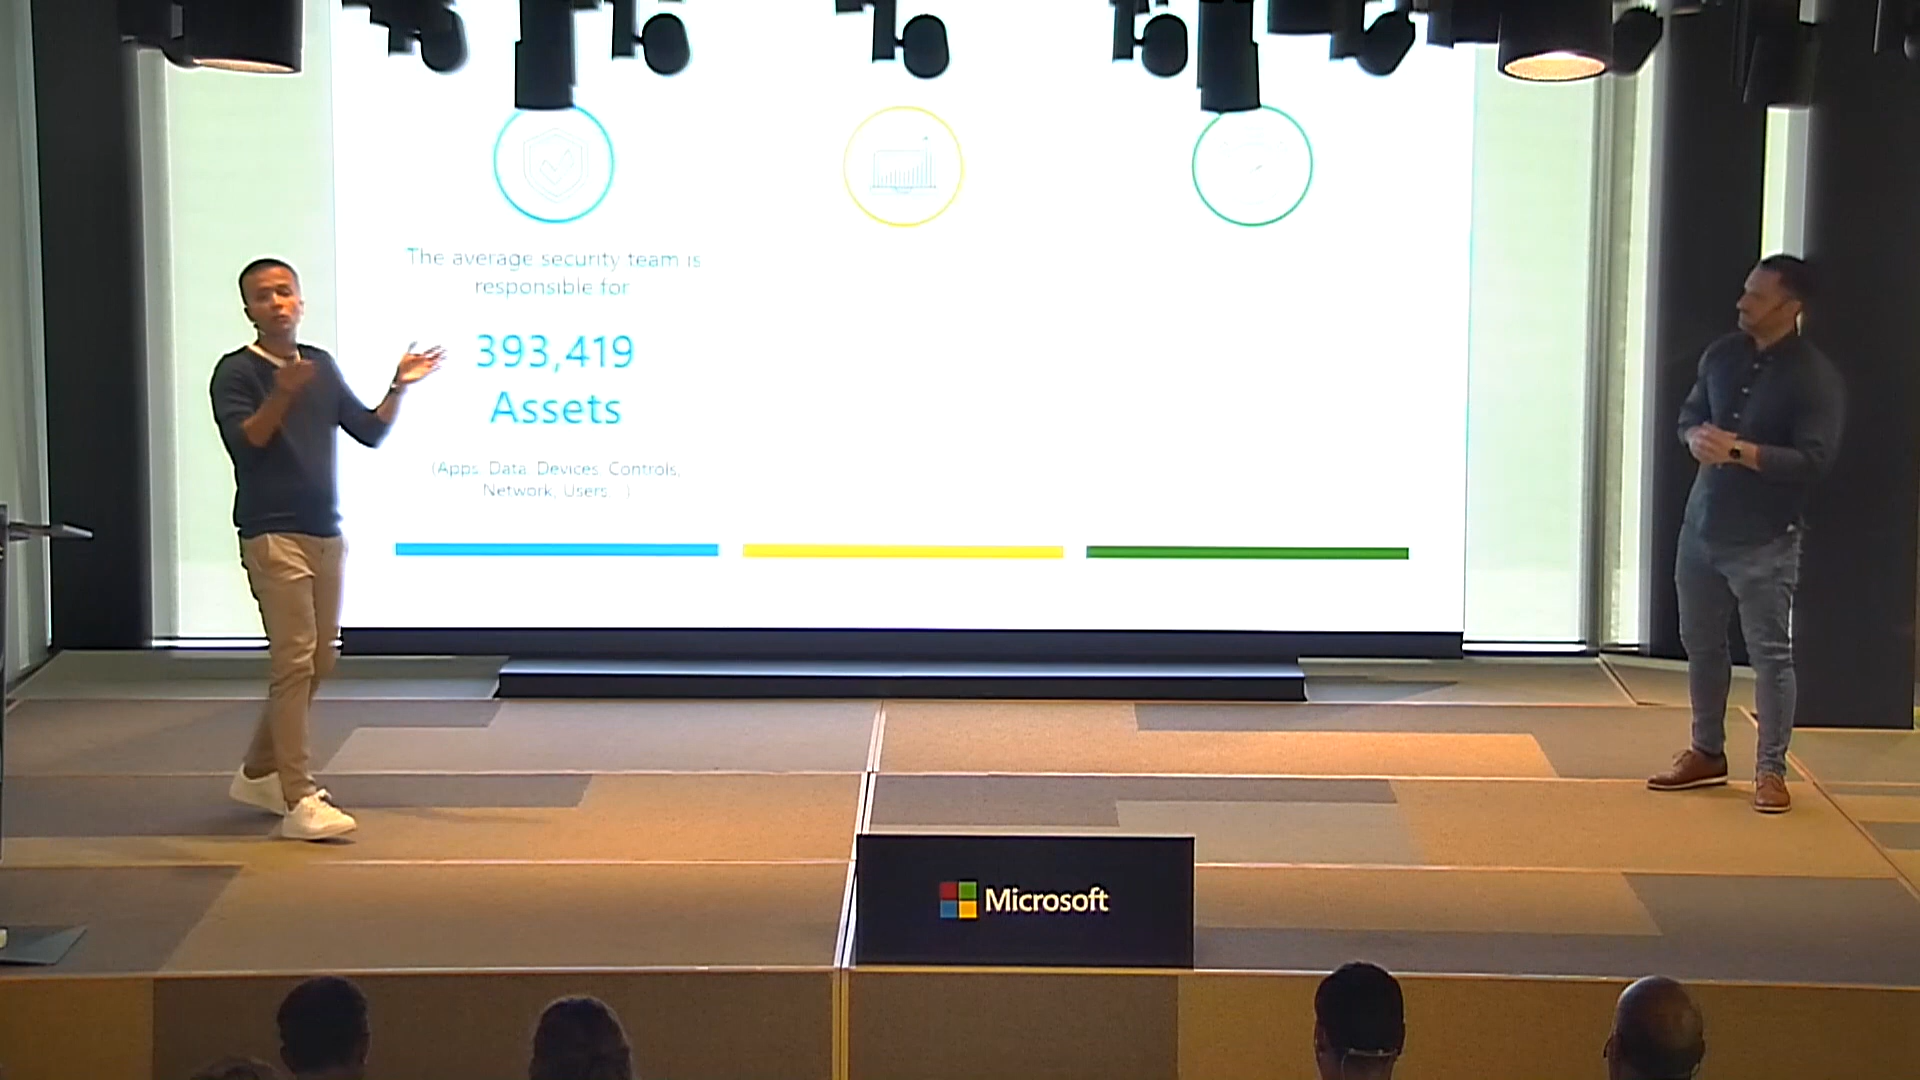 The average security team is
responsible for
393,419
Assets
(Apps, Data, Devices, Controls,
Network, Users, ..)
Microsoft